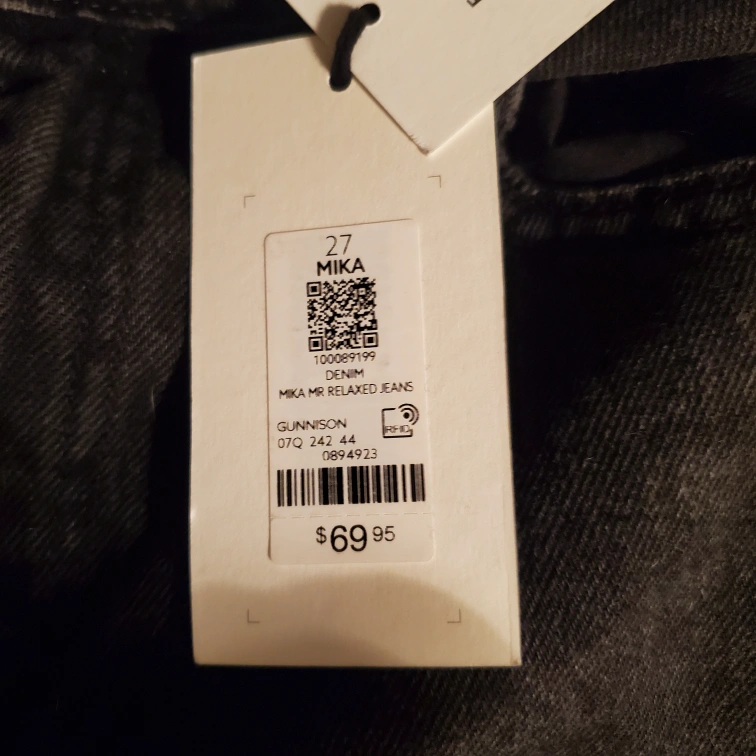 27
MIKA
100089199
DENIM
MIKA MR RELAXED JEANS
GUNNISON
RFID
07Q 242 44
0894923
$69 95